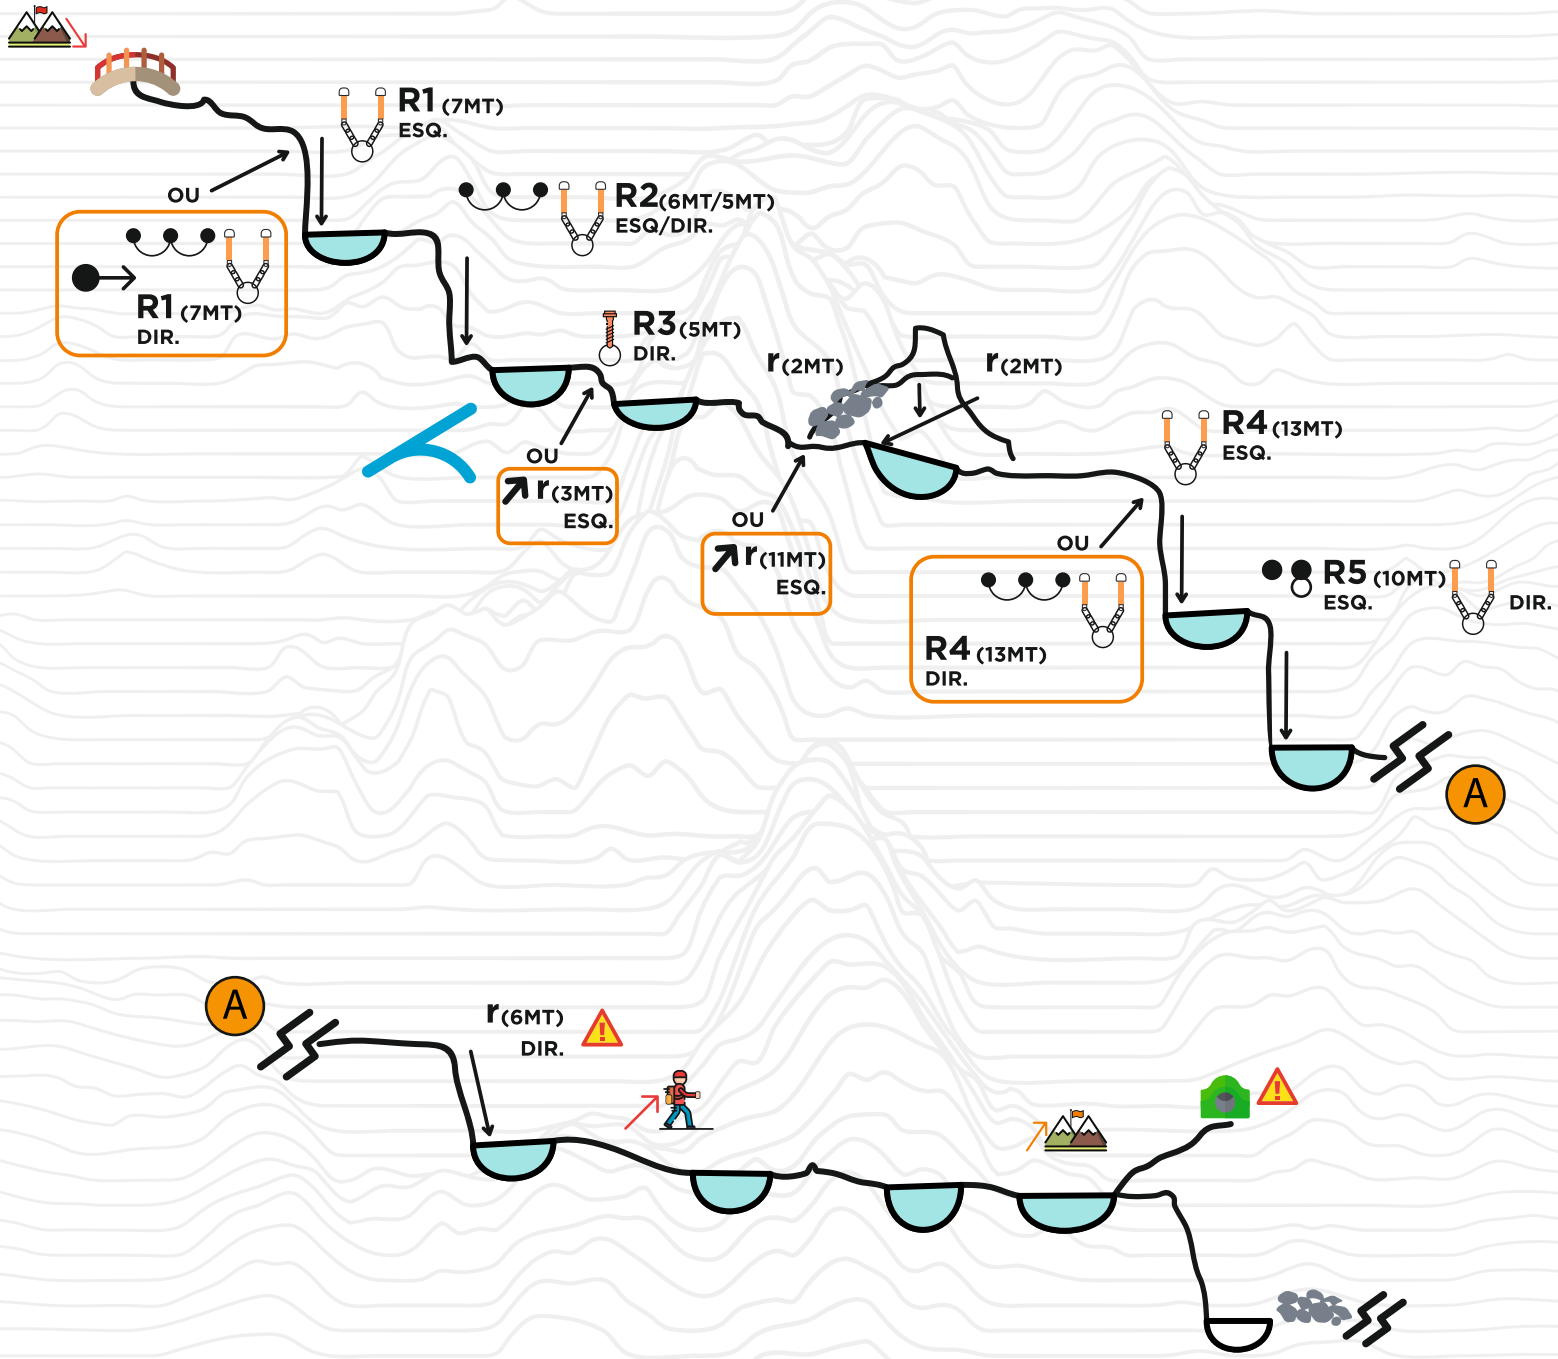 R1 (7MT)
ESQ.
OU
R1 (7MT)
DIR.
R2(6MT/5MT)
ESQ/DIR.
R3(5MT)
DIR.
OU
r(3MT)
ESQ.
r(2MT)
r(2MT)
OU
r(11MT)
ESQ.
R4 (13MT)
ESQ.
OU
R4 (13MT)
DIR.
R5 (10MT)
ESQ.
DIR.
A
A
r(6MT)
DIR.
!
!